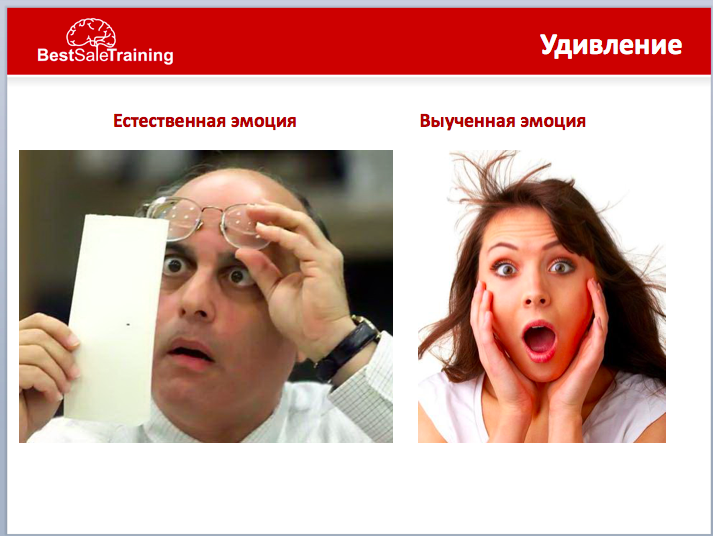 BestSaleTraining
Удивление
Естественная эмоция
Выученная эмоция